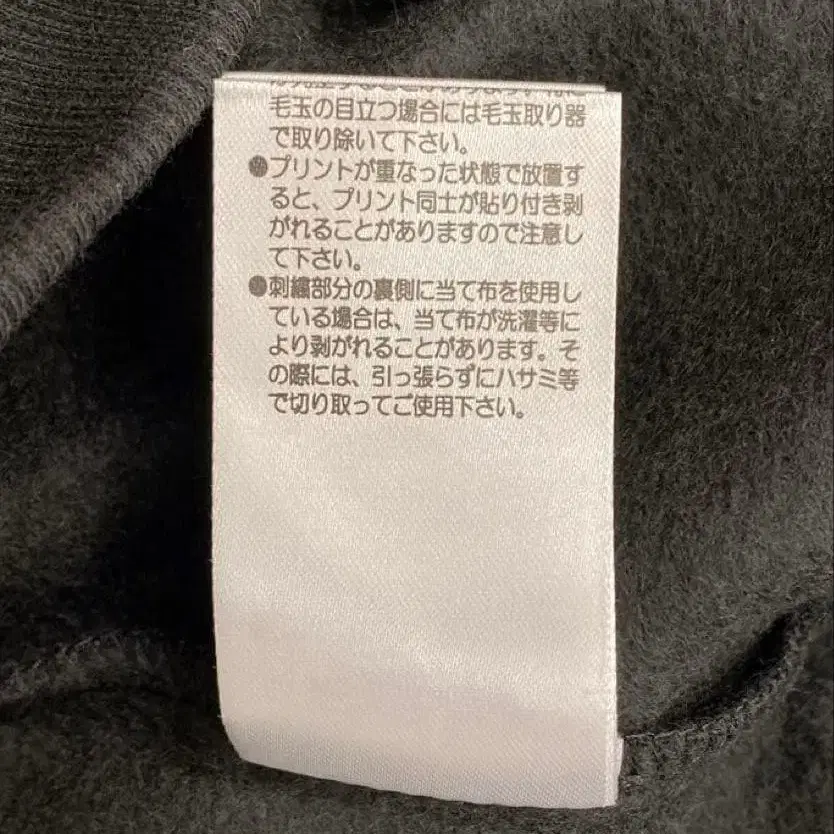 毛玉の目立つ場合には毛玉取り器
で取り除いて下さい。
●プリントが重なった状態で放置す
ると、プリント同士が貼り付き剥
がれることがありますので注意し
て下さい。
●刺繍部分の裏側に当て布を使用し
ている場合は、当て布が洗濯等に
より剥がれることがあります。そ
の際には、引っ張らずにハサミ等
で切り取ってご使用下さい。